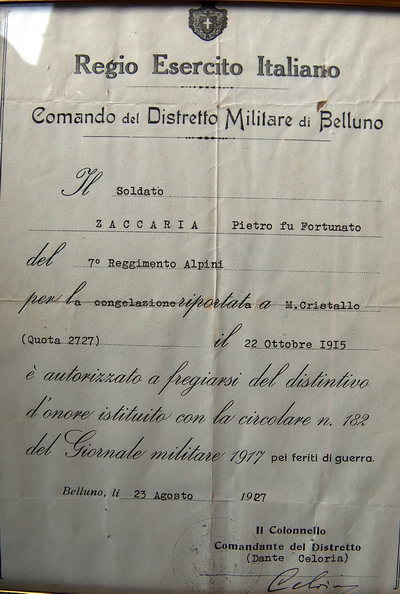 Regio Esercito Italiano
Comando del Distretto Militare di Belluno
Il Soldato
ZACCARIA Pietro fu Fortunato
del 7° Reggimento Alpini
per la congelazione riportata a M.Cristallo
(Quota 2727) il 22 Ottobre 1915
è autorizzato a fregiarsi del distintivo
d'onore istituito con la circolare n. 182
del Giornale militare 1917 pei feriti di guerra.
Belluno, li 23 Agosto 1927
Il Colonnello
Comandante del Distretto
(Dante Celoria)
Celoria